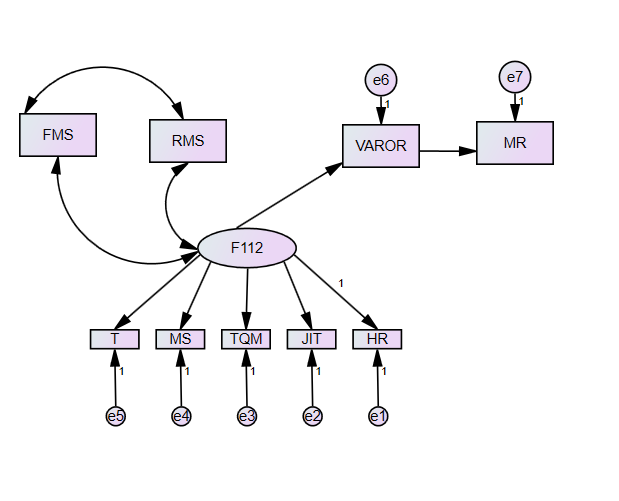 e6
e7
1
1
FMS
RMS
VAROR
MR
F112
1
T
MS
TQM
JIT
HR
1
1
1
1
1
e5
e4
e3
e2
e1